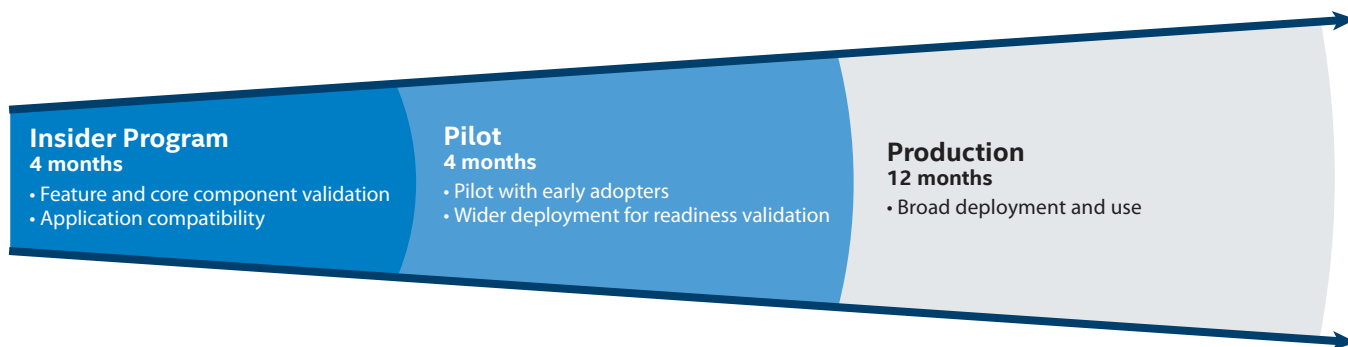 Insider Program
4 months
• Feature and core component validation
• Application compatibility
Pilot
4 months
• Pilot with early adopters
• Wider deployment for readiness validation
Production
12 months
• Broad deployment and use